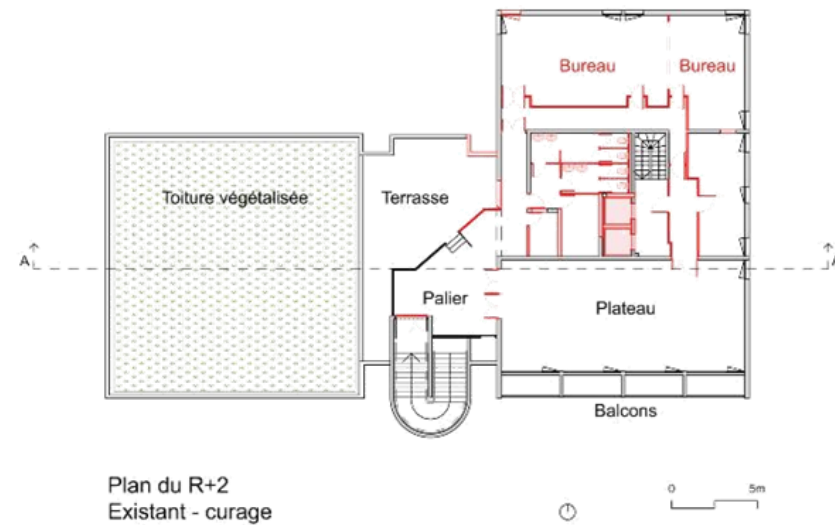 Bureau
Bureau
Toiture végétalisée
Terrasse
A
A
Palier
Plateau
Balcons
Plan du R+2
Existant - curage
0
5m